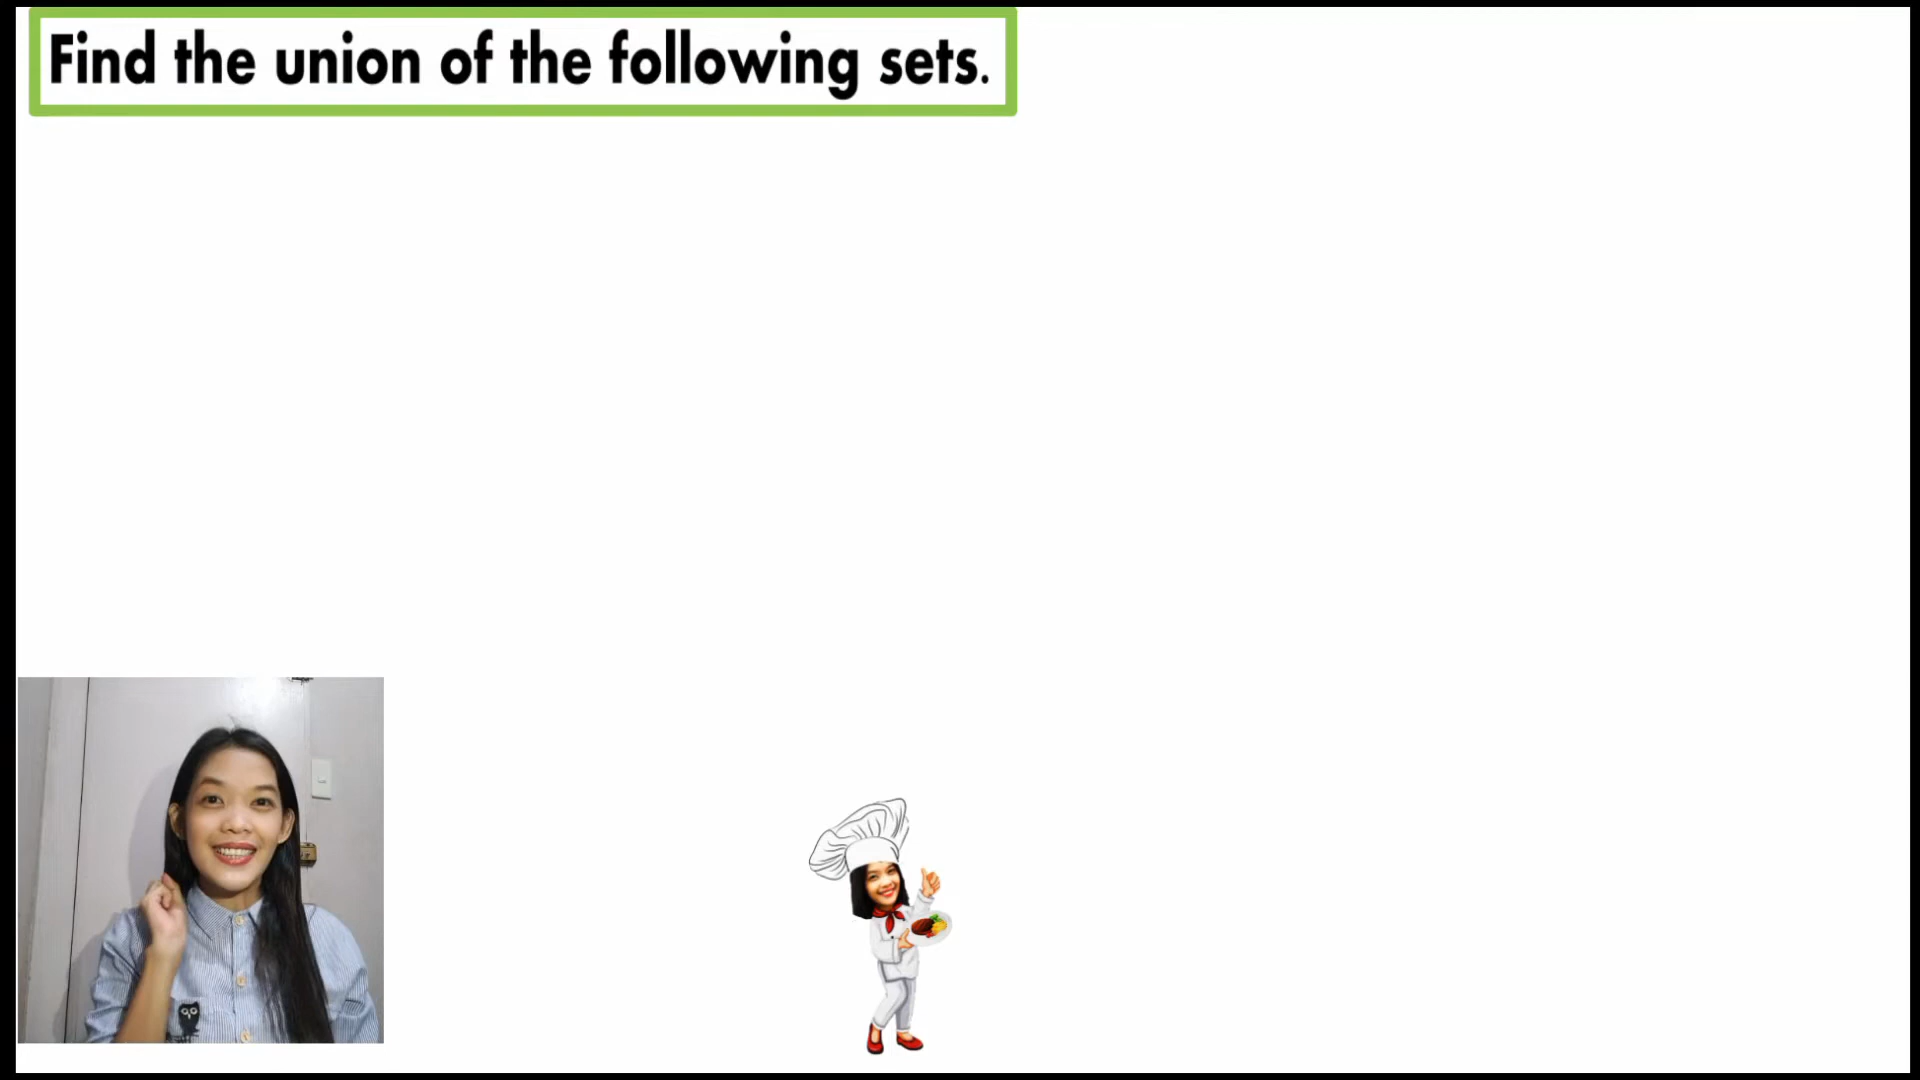 Find the union of the following sets.